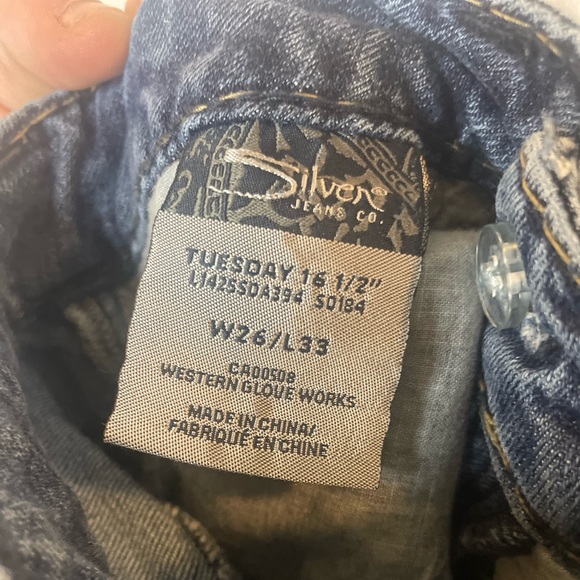 Silver®
JEANS CO.
TUESDAY 16 1/2"
L1425SDA394 S0184
W26/L33
CA00508
WESTERN GLOVE WORKS
MADE IN CHINA/
FABRIQUÉ EN CHINE